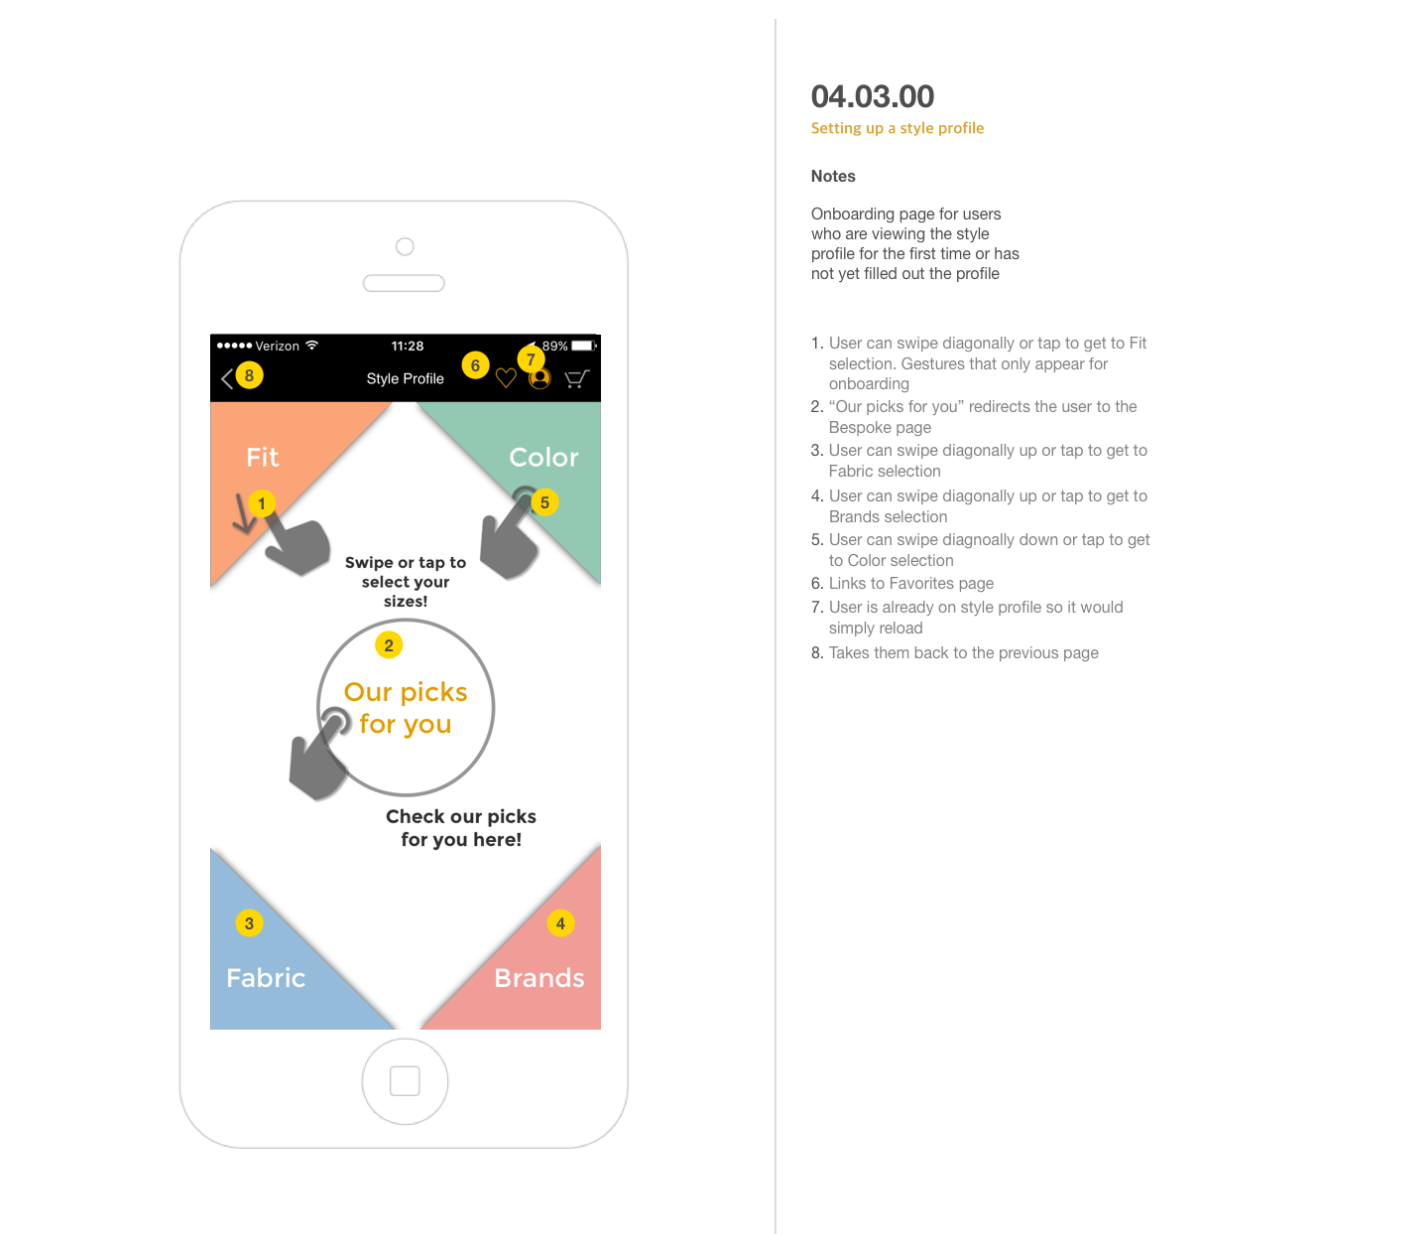 04.03.00
Setting up a style profile
Notes
Onboarding page for users
who are viewing the style
profile for the first time or has
not yet filled out the profile
1. User can swipe diagonally or tap to get to Fit
selection. Gestures that only appear for
onboarding
2. “Our picks for you” redirects the user to the
Bespoke page
3. User can swipe diagonally up or tap to get to
Fabric selection
4. User can swipe diagonally up or tap to get to
Brands selection
5. User can swipe diagnoally down or tap to get
to Color selection
6. Links to Favorites page
7. User is already on style profile so it would
simply reload
8. Takes them back to the previous page
Verizon 11:28 89%
8 Style Profile 6 7
Fit Color
1 5
Swipe or tap to
select your
sizes!
2
Our picks
for you
Check our picks
for you here!
3 4
Fabric Brands